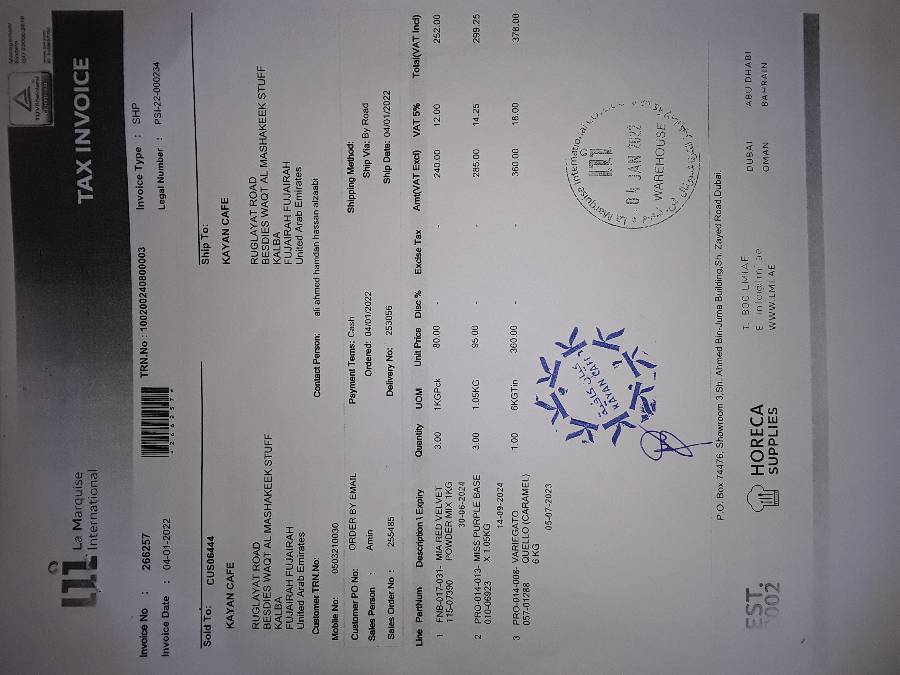 La Marquise
International
TAX INVOICE
Invoice No : 266257
TRN.No : 100200240800003
Invoice Type : SHP
Invoice Date : 04-01-2022
Legal Number : PSI-22-000234
Sold To: CUS06444
Ship To:
KAYAN CAFE
KAYAN CAFE
RUGLAYAT ROAD
RUGLAYAT ROAD
BESDIES WAQT AL MASHAKEEK STUFF
BESDIES WAQT AL MASHAKEEK STUFF
KALBA
KALBA
FUJAIRAH FUJAIRAH
FUJAIRAH FUJAIRAH
United Arab Emirates
United Arab Emirates
Customer TRN.No:
Contact Person: ali ahmed hamdan hassan alzaabi
Mobile No: 0503210030
Customer PO No: ORDER BY EMAIL
Payment Tems: Cash
Shipping Method:
Sales Person : Amin
Ordered: 04/01/2022
Ship Via: By Road
Sales Order No : 255485
Delivery No: 253056
Ship Date: 04/01/2022
Line PartNum Description \ Expiry Quantity UOM Unit Price Disc % Excise Tax Amt(VAT Excl) VAT 5% Total(VAT Incl)
1 FNB-017-031- MIA RED VELVET 3.00 1KGPck 80.00 - - 240.00 12.00 252.00
115-07390 POWDER MIX 1KG
30-06-2024
2 PRO-014-013- MISS PURPLE BASE 3.00 1.05KG 95.00 - - 285.00 14.25 299.25
010-06923 X 1.05KG
14-09-2024
3 PRO-014-008- VARIEGATO 1.00 6KGTin 360.00 - - 360.00 18.00 378.00
057-01288 QUELLO (CARAMEL)
6 KG
05-07-2023
KAYAN CAFE
La Marquise International
04 JAN 2022
WAREHOUSE
P.O. Box 74476, Showroom 3,Sh. Ahmed Bin-Juma Building,Sh. Zayed Road,Dubai.
EST.
2002
HORECA
SUPPLIES
T. 800 LMI AE
WWW.LMI.AE
DUBAI ABU DHABI
OMAN BAHRAIN